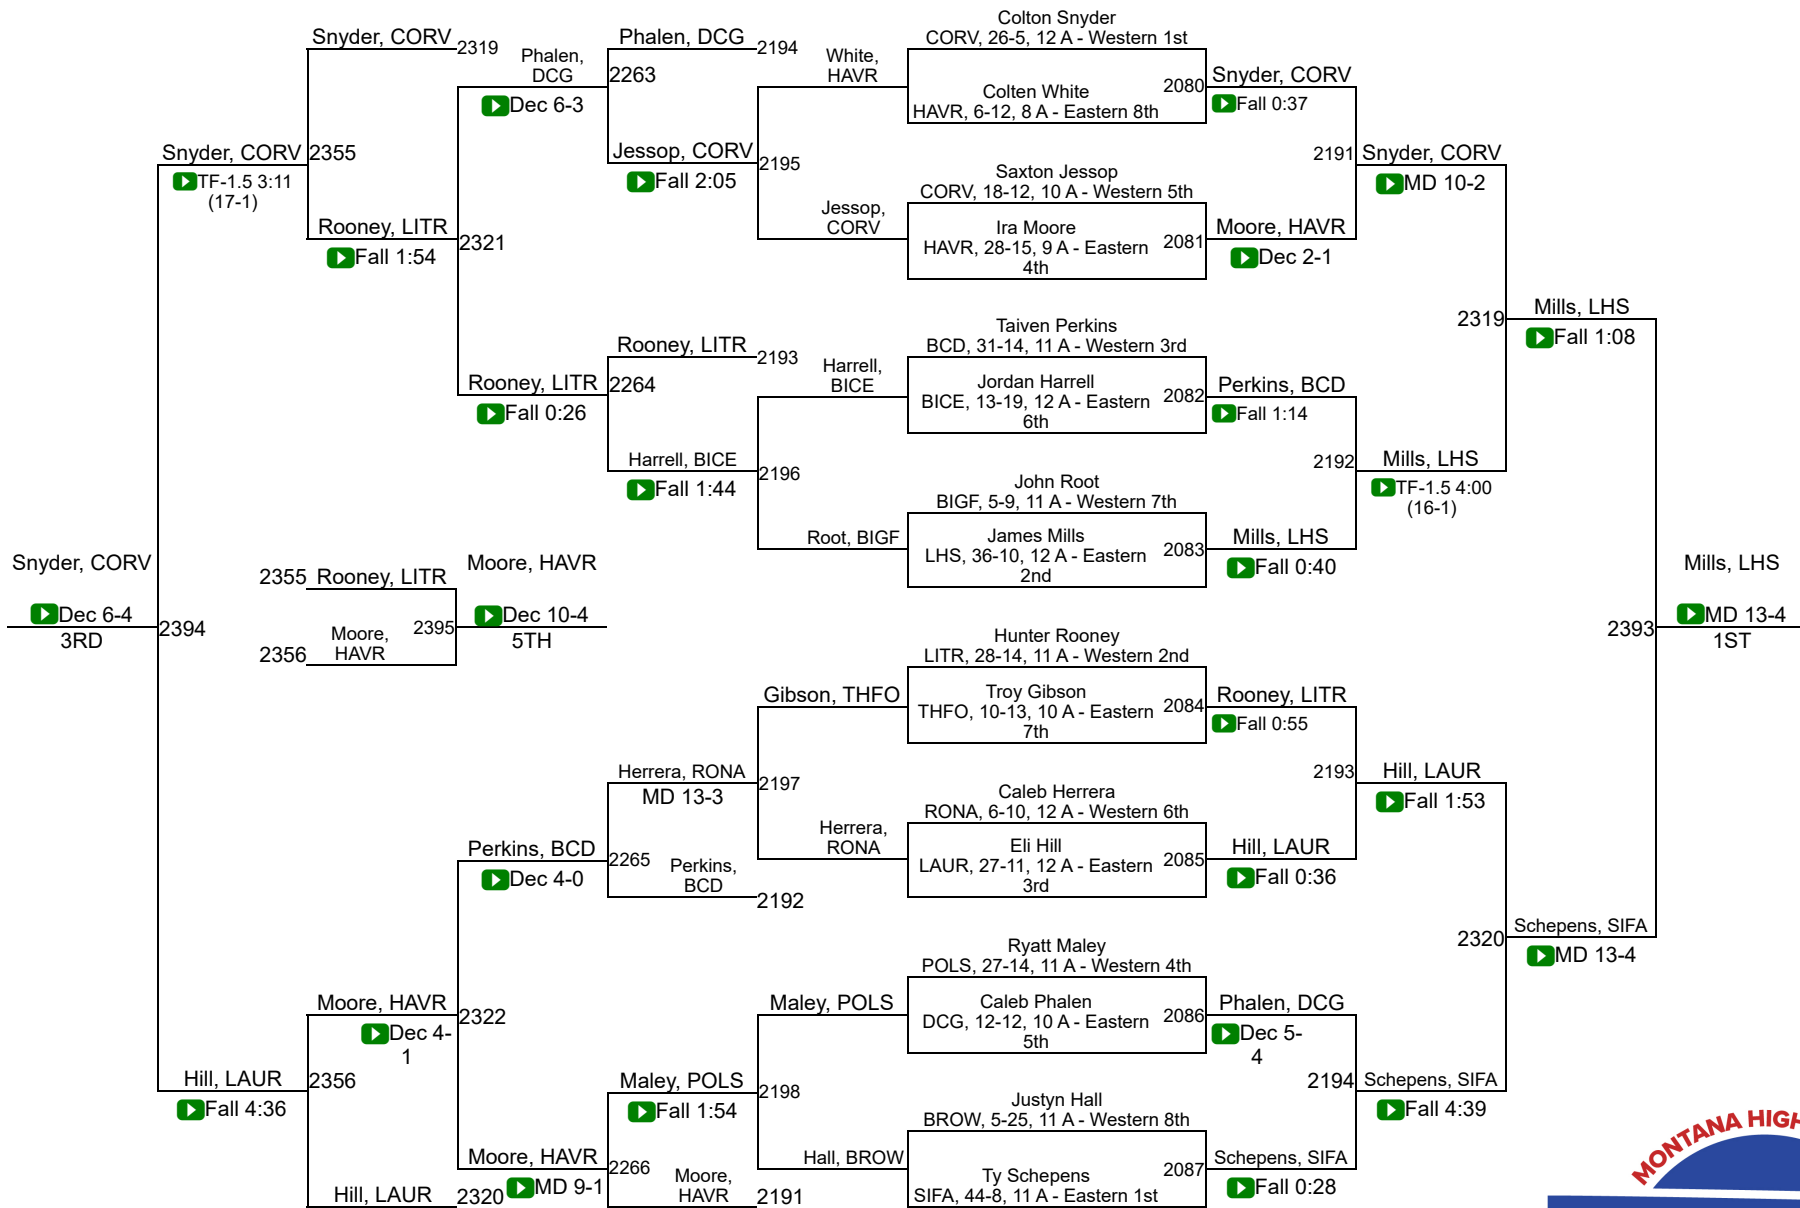 Snyder, CORV
Dec 6-4
3RD
2394
Snyder, CORV
TF-1.5 3:11
(17-1)
Hill, LAUR
Fall 4:36
Snyder, CORV
2319
2355
Rooney, LITR
Fall 1:54
2355
Rooney, LITR
2356
Moore,
HAVR
2395
Moore, HAVR
Dec 10-4
5TH
Moore, HAVR
Dec 4-
1
2356
Hill, LAUR
2320
Phalen,
DCG
Dec 6-3
2321
Rooney, LITR
Fall 0:26
Perkins, BCD
Dec 4-0
2322
Moore, HAVR
MD 9-1
Phalen, DCG
2194
2263
Jessop, CORV
Fall 2:05
Rooney, LITR
2193
2264
Harrell, BICE
Fall 1:44
Herrera, RONA
MD 13-3
2265
Perkins,
BCD
2192
Maley, POLS
Fall 1:54
2266
Moore,
HAVR
2191
White,
HAVR
2195
Jessop,
CORV
Harrell,
BICE
2196
Root, BIGF
Gibson, THFO
2197
Herrera,
RONA
Maley, POLS
2198
Hall, BROW
Colton Snyder
CORV, 26-5, 12 A - Western 1st
Colten White
HAVR, 6-12, 8 A - Eastern 8th
2080
Saxton Jessop
CORV, 18-12, 10 A - Western 5th
Ira Moore
HAVR, 28-15, 9 A - Eastern
4th
2081
Taiven Perkins
BCD, 31-14, 11 A - Western 3rd
Jordan Harrell
BICE, 13-19, 12 A - Eastern
6th
2082
John Root
BIGF, 5-9, 11 A - Western 7th
James Mills
LHS, 36-10, 12 A - Eastern
2nd
2083
Hunter Rooney
LITR, 28-14, 11 A - Western 2nd
Troy Gibson
THFO, 10-13, 10 A - Eastern
7th
2084
Caleb Herrera
RONA, 6-10, 12 A - Western 6th
Eli Hill
LAUR, 27-11, 12 A - Eastern
3rd
2085
Ryatt Maley
POLS, 27-14, 11 A - Western 4th
Caleb Phalen
DCG, 12-12, 10 A - Eastern
5th
2086
Justyn Hall
BROW, 5-25, 11 A - Western 8th
Ty Schepens
SIFA, 44-8, 11 A - Eastern 1st
2087
Snyder, CORV
Fall 0:37
2191
Moore, HAVR
Dec 2-1
Perkins, BCD
Fall 1:14
2192
Mills, LHS
Fall 0:40
Rooney, LITR
Fall 0:55
2193
Hill, LAUR
Fall 0:36
Phalen, DCG
Dec 5-
4
2194
Schepens, SIFA
Fall 0:28
Snyder, CORV
MD 10-2
2319
Mills, LHS
TF-1.5 4:00
(16-1)
Hill, LAUR
Fall 1:53
2320
Schepens, SIFA
Fall 4:39
Mills, LHS
Fall 1:08
2393
Schepens, SIFA
MD 13-4
Mills, LHS
MD 13-4
1ST
MONTANA HIGH